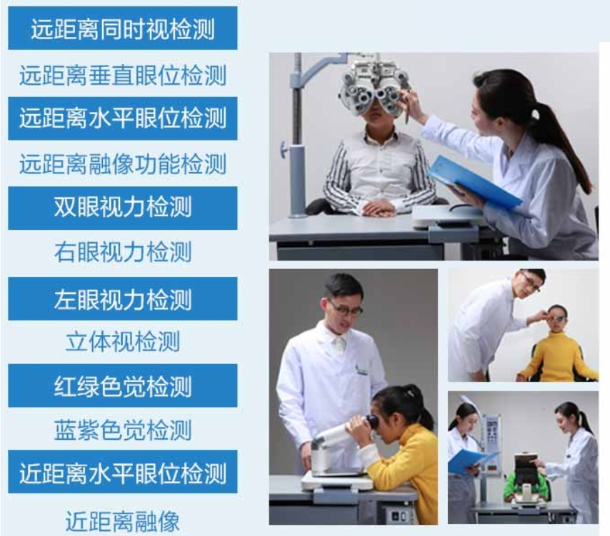 远距离同时视检测
远距离垂直眼位检测
远距离水平眼位检测
远距离融像功能检测
双眼视力检测
右眼视力检测
左眼视力检测
立体视检测
红绿色觉检测
蓝紫色觉检测
近距离水平眼位检测
近距离融像